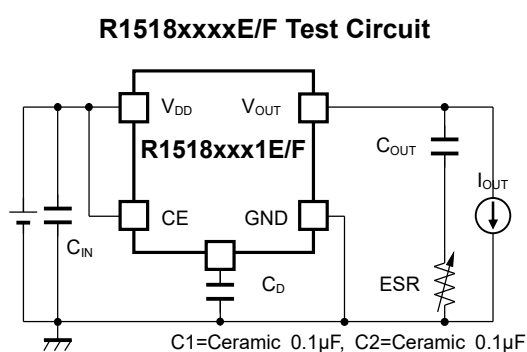 R1518xxxxE/F Test Circuit
VDD
VOUT
R1518xxx1E/F
COUT
IOUT
CE
GND
CIN
CD
ESR
C1=Ceramic 0.1µF, C2=Ceramic 0.1µF